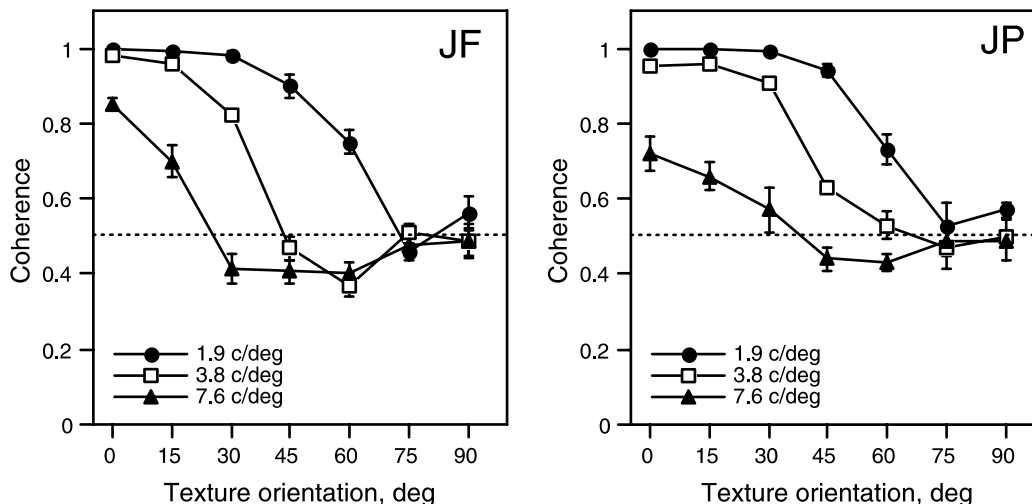 JF
1
0.8
0.6
0.4
0.2
0
Coherence
1.9 c/deg
3.8 c/deg
7.6 c/deg
0 15 30 45 60 75 90
Texture orientation, deg
JP
1
0.8
0.6
0.4
0.2
0
Coherence
1.9 c/deg
3.8 c/deg
7.6 c/deg
0 15 30 45 60 75 90
Texture orientation, deg